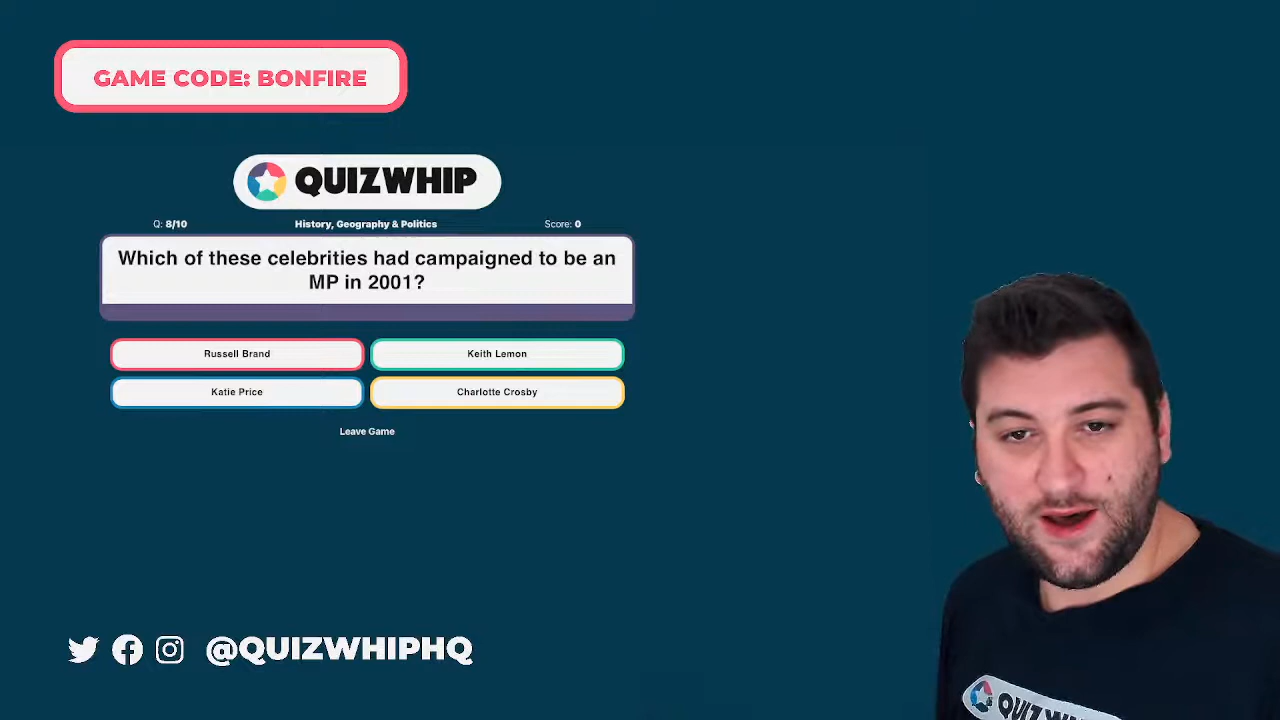 GAME CODE: BONFIRE
QUIZWHIP
Q: 8/10 History, Geography & Politics Score: 0
Which of these celebrities had campaigned to be an
MP in 2001?
Russell Brand Keith Lemon
Katie Price Charlotte Crosby
Leave Game
@QUIZWHIPHQ
QUIZWHIP